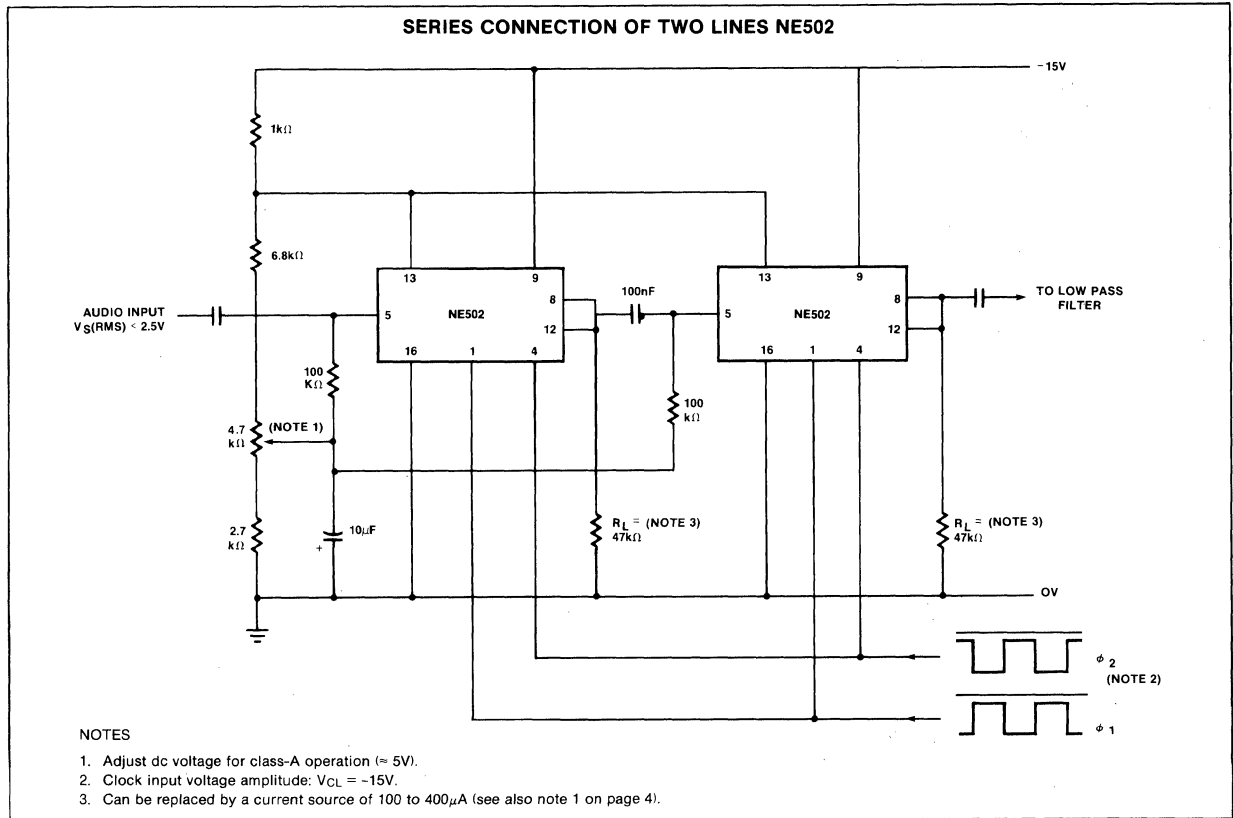 SERIES CONNECTION OF TWO LINES NE502
-15V
1kΩ
6.8kΩ
13
9
13
9
AUDIO INPUT
VS(RMS) < 2.5V
5
NE502
8
12
100nF
5
NE502
8
12
TO LOW PASS
FILTER
16
1
4
16
1
4
100
KΩ
100
kΩ
4.7
kΩ
(NOTE 1)
2.7
kΩ
10μF
+
RL = (NOTE 3)
47kΩ
RL = (NOTE 3)
47kΩ
OV
ϕ2
(NOTE 2)
ϕ1
NOTES
1. Adjust dc voltage for class-A operation (≈ 5V).
2. Clock input voltage amplitude: VCL = -15V.
3. Can be replaced by a current source of 100 to 400μA (see also note 1 on page 4).